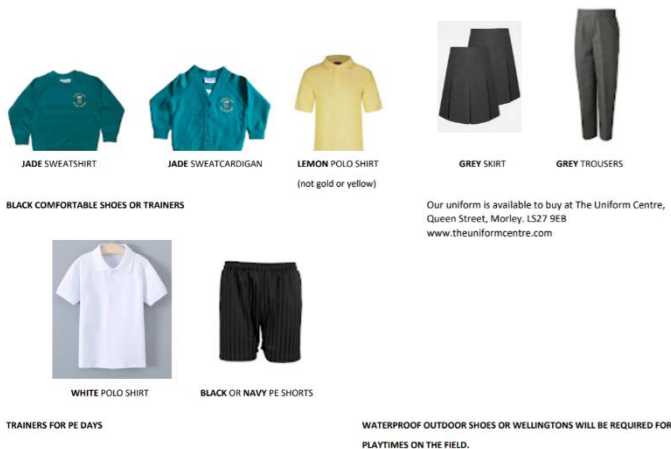 JADE SWEATSHIRT
JADE SWEATCARDIGAN
LEMON POLO SHIRT
(not gold or yellow)
GREY SKIRT
GREY TROUSERS
BLACK COMFORTABLE SHOES OR TRAINERS
Our uniform is available to buy at The Uniform Centre,
Queen Street, Morley. LS27 9EB
www.theuniformcentre.com
WHITE POLO SHIRT
BLACK OR NAVY PE SHORTS
TRAINERS FOR PE DAYS
WATERPROOF OUTDOOR SHOES OR WELLINGTONS WILL BE REQUIRED FOR
PLAYTIMES ON THE FIELD.